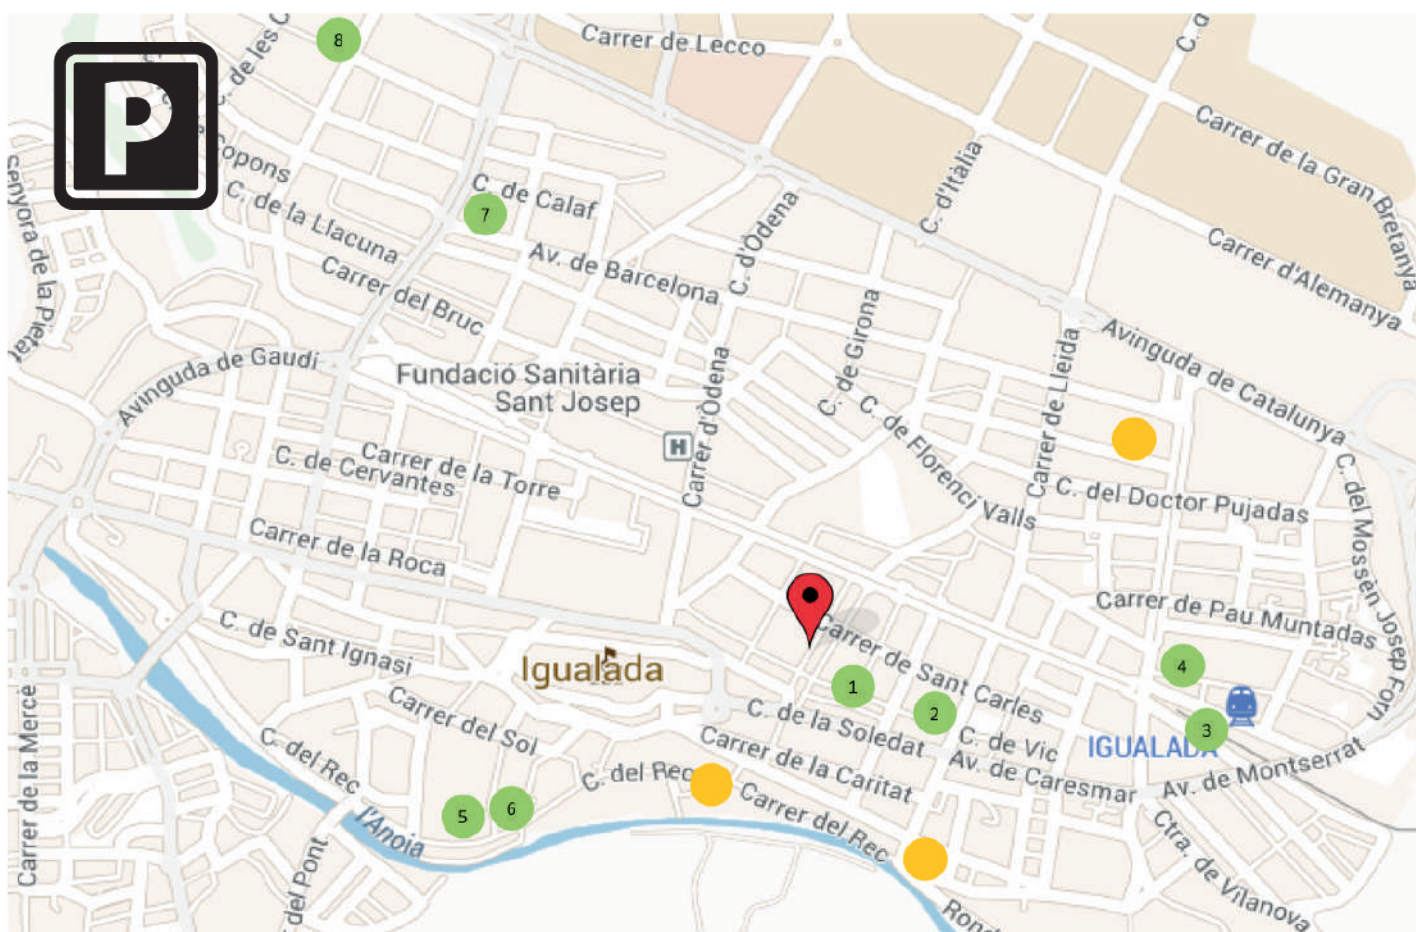 8
Carrer de Lecco
C. d
P
C. de les C
Copons
C. de la Llacuna
C. de Calaf
7
Av. de Barcelona
C. d'Òdena
C. d'Itàlia
Carrer de la Gran Bretanya
Carrer d'Alemanya
Senyora de la Pietat
Carrer del Bruc
Avinguda de Gaudí
Fundació Sanitària
Sant Josep
H
Carrer d'Òdena
C. de Girona
C. de Florenci Valls
Carrer de Lleida
Avinguda de Catalunya
C. de Cervantes
Carrer de la Torre
C. del Doctor Pujadas
C. del Mossèn Josep Forn
Carrer de la Roca
Carrer de Pau Muntadas
C. de Sant Ignasi
Igualada
Carrer de Sant Carles
1
2
4
3
IGUALADA
C. de la Soledat
C. de Vic
Av. de Caresmar
Av. de Montserrat
Carrer de la Mercè
Carrer del Sol
C. del Rec
C. del Rec
Carrer de la Caritat
Carrer del Rec
5
6
l'Anoia
del Pont
Ctra. de Vilanova
Rond